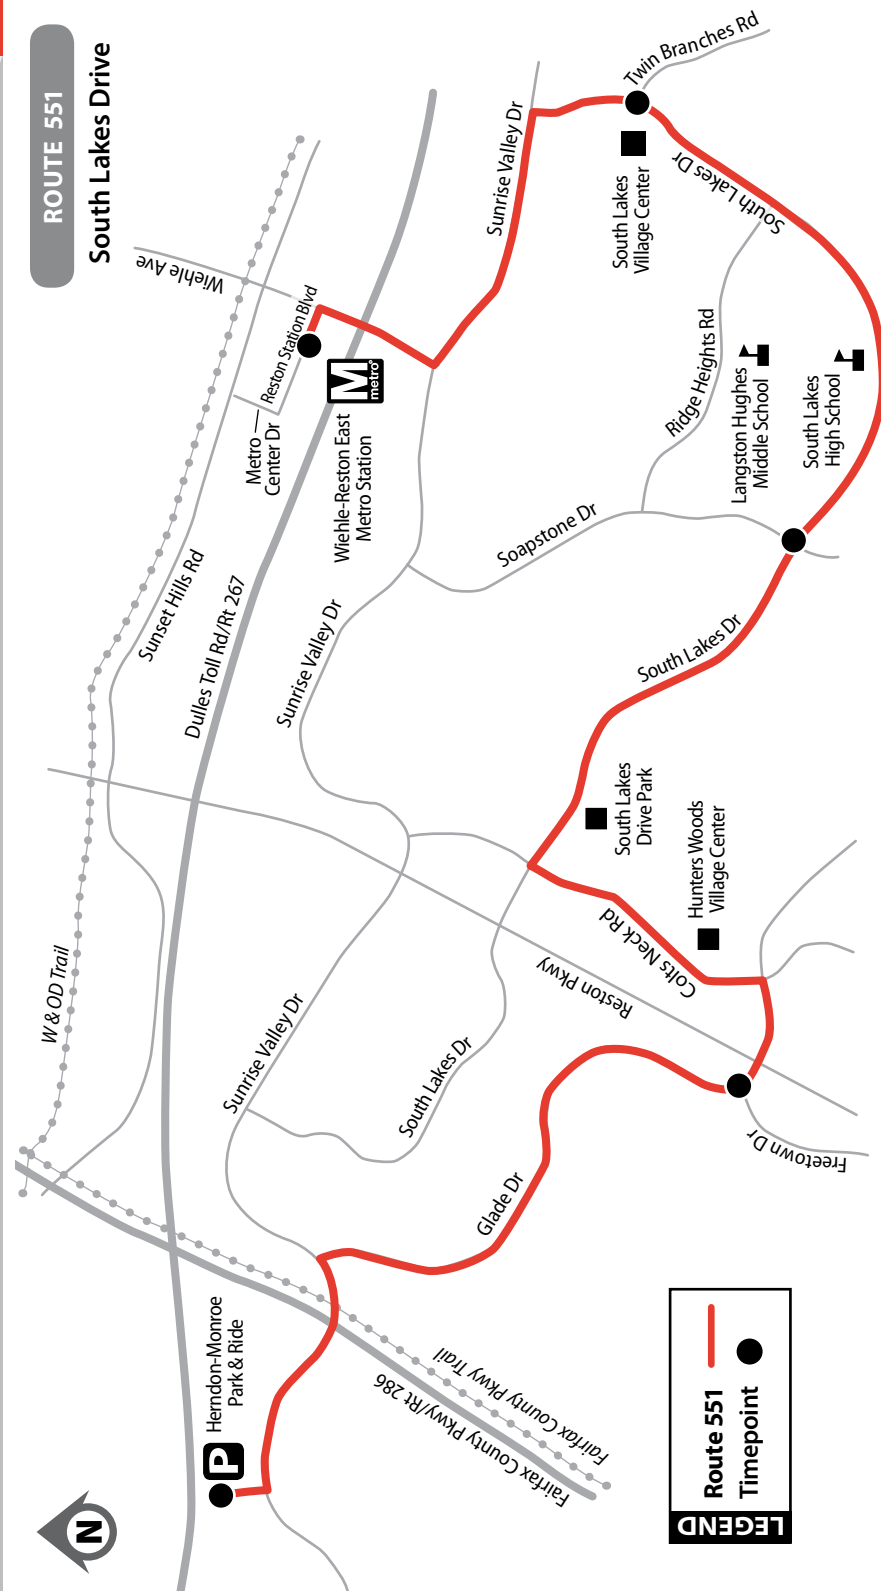 ROUTE 551
South Lakes Drive
N
W & OD Trail
Sunset Hills Rd
Wiehle Ave
Reston Station Blvd
Metro
Center Dr
Dulles Toll Rd/Rt 267
M
metro
Wiehle-Reston East
Metro Station
Herndon-Monroe
Park & Ride
P
Sunrise Valley Dr
Sunrise Valley Dr
Sunrise Valley Dr
Twin Branches Rd
South Lakes
Village Center
South Lakes Dr
Soapstone Dr
Ridge Heights Rd
Langston Hughes
Middle School
South Lakes
High School
South Lakes Dr
South Lakes
Drive Park
Hunters Woods
Village Center
Colts Neck Rd
Reston Pkwy
South Lakes Dr
Glade Dr
Freetown Dr
Fairfax County Pkwy Trail
Fairfax County Pkwy/Rt 286
LEGEND
Route 551
Timepoint